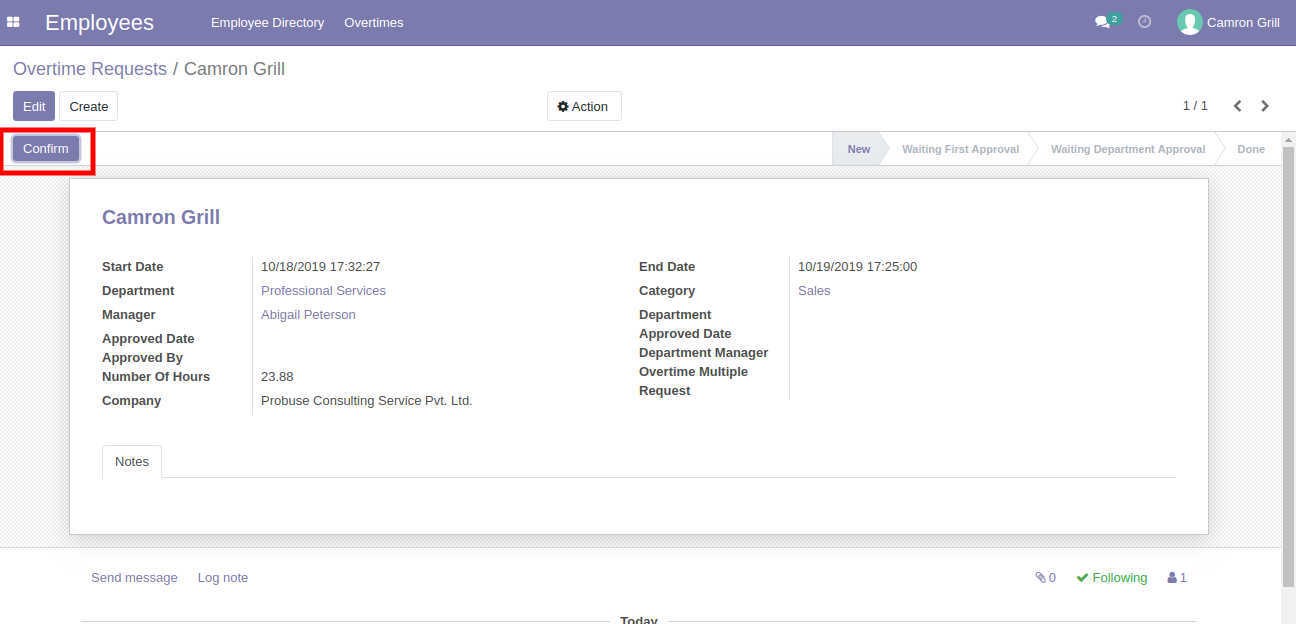 Employees Employee Directory Overtimes 2 Camron Grill
Overtime Requests / Camron Grill
Edit Create Action 1 / 1
Confirm New Waiting First Approval Waiting Department Approval Done
Camron Grill
Start Date 10/18/2019 17:32:27 End Date 10/19/2019 17:25:00
Department Professional Services Category Sales
Manager Abigail Peterson Department
Approved Date Approved Date
Approved By Department Manager
Number Of Hours 23.88 Overtime Multiple
Request
Company Probuse Consulting Service Pvt. Ltd.
Notes
Send message Log note 0 Following 1
Today